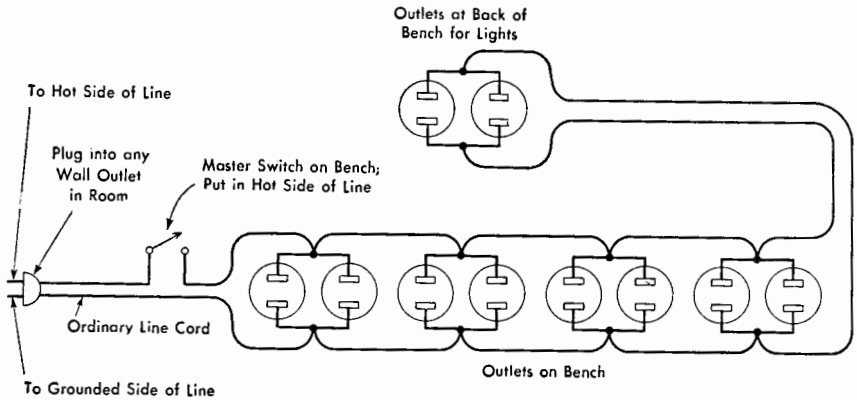 Outlets at Back of
Bench for Lights
To Hot Side of Line
Plug into any
Wall Outlet
in Room
Master Switch on Bench;
Put in Hot Side of Line
Ordinary Line Cord
Outlets on Bench
To Grounded Side of Line